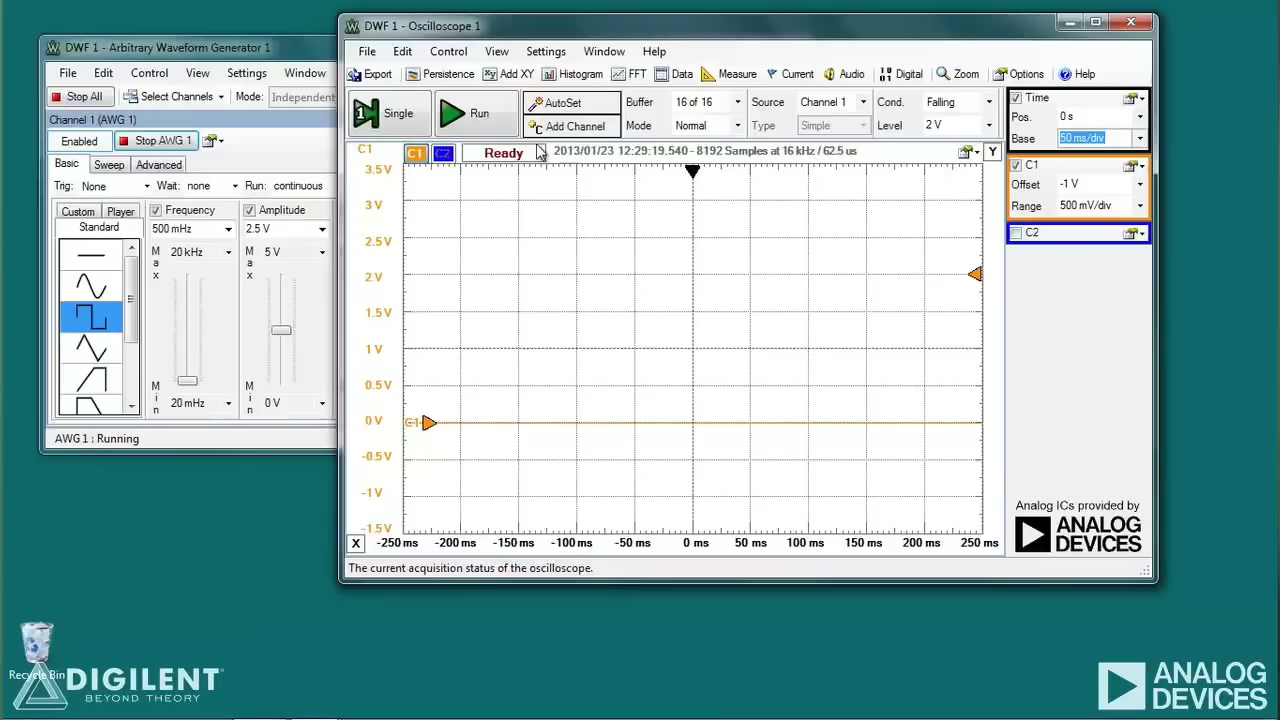 DWF 1 - Arbitrary Waveform Generator 1
File Edit Control View Settings Window
Stop All Select Channels Mode: Independent
Channel 1 (AWG 1)
Enabled Stop AWG 1
Basic Sweep Advanced
Trig: None Wait: none Run: continuous
Custom Player
Standard
Frequency Amplitude
500 mHz 2.5 V
Max 20 kHz 5 V
Min 20 mHz 0 V
AWG 1 : Running
DWF 1 - Oscilloscope 1
File Edit Control View Settings Window Help
Export Persistence Add XY Histogram FFT Data Measure Current Audio Digital Zoom Options Help
1 Single Run AutoSet Add Channel
Buffer 16 of 16 Source Channel 1 Cond. Falling
Mode Normal Type Simple Level 2 V
C1 C1 C2 Ready 2013/01/23 12:29:19.540 - 8192 Samples at 16 kHz / 62.5 us Y
3.5 V
3 V
2.5 V
2 V
1.5 V
1 V
0.5 V
0 V C1
-0.5 V
-1 V
-1.5 V
X -250 ms -200 ms -150 ms -100 ms -50 ms 0 ms 50 ms 100 ms 150 ms 200 ms 250 ms
The current acquisition status of the oscilloscope.
Time
Pos. 0 s
Base 50 ms/div
C1
Offset -1 V
Range 500 mV/div
C2
Analog ICs provided by
ANALOG
DEVICES
Recycle Bin
DIGILENT
BEYOND THEORY
ANALOG
DEVICES